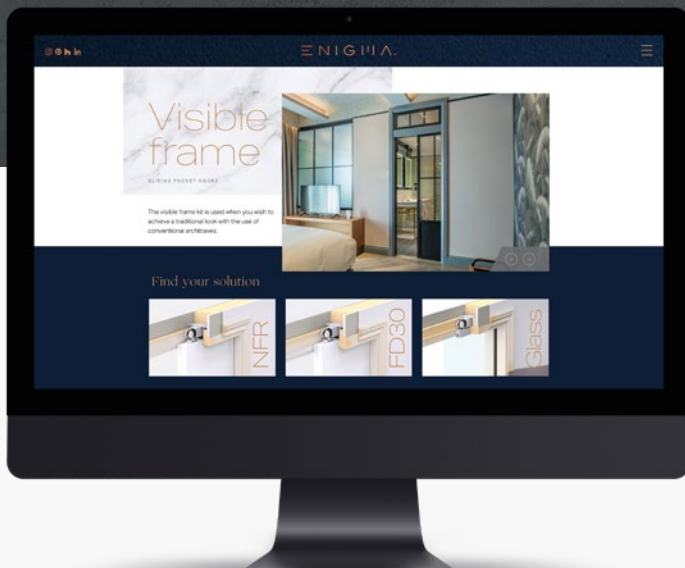 ENIGMA
Visible
frame
SLIDING POCKET DOORS
The visible frame kit is used when you wish to
achieve a traditional look with the use of
conventional architraves.
Find your solution
NFR
FD30
Glass